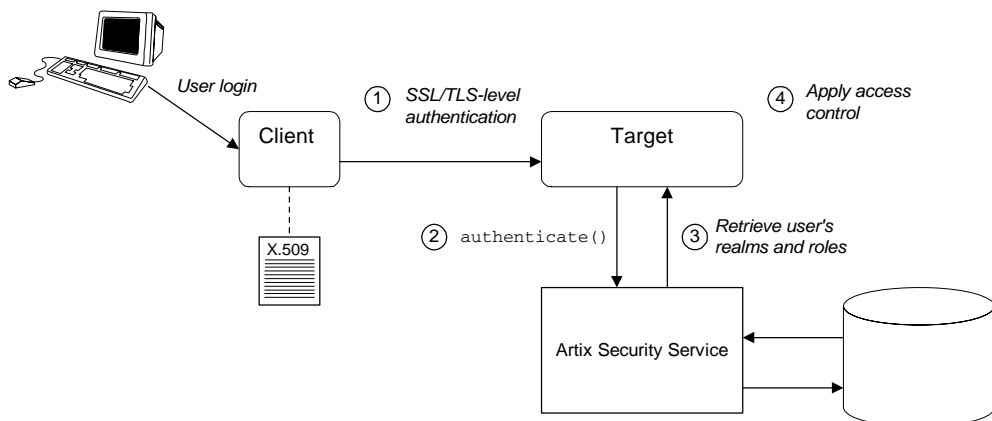 User login
Client
X.509
1
SSL/TLS-level
authentication
Target
4
Apply access
control
2
authenticate()
3
Retrieve user's
realms and roles
Artix Security Service